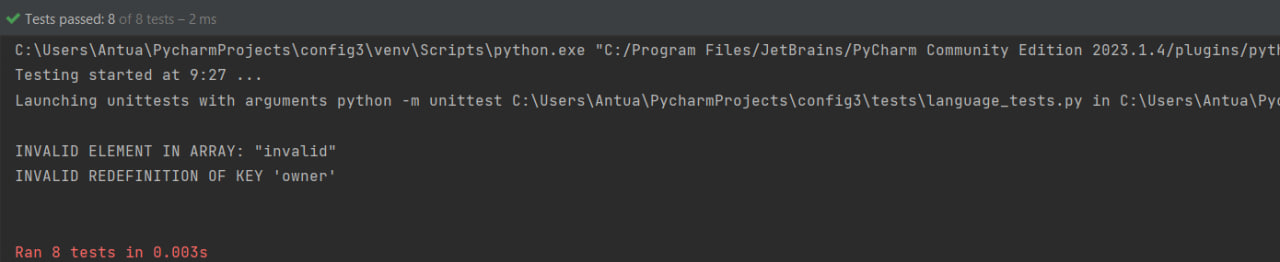 Tests passed: 8 of 8 tests – 2 ms
C:\Users\Antua\PycharmProjects\config3\venv\Scripts\python.exe "C:/Program Files/JetBrains/PyCharm Community Edition 2023.1.4/plugins/pyth
Testing started at 9:27 ...
Launching unittests with arguments python -m unittest C:\Users\Antua\PycharmProjects\config3\tests\language_tests.py in C:\Users\Antua\Pyc
INVALID ELEMENT IN ARRAY: "invalid"
INVALID REDEFINITION OF KEY 'owner'
Ran 8 tests in 0.003s